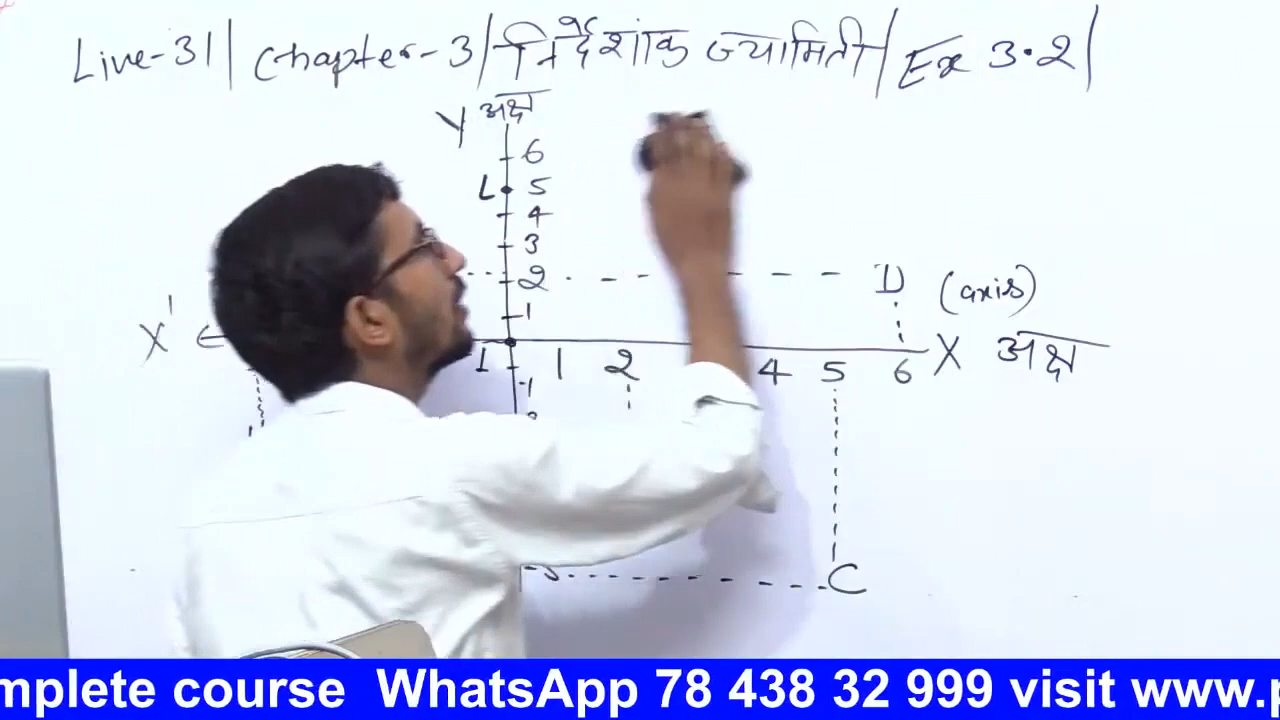 Live-31 | Chapter-3 | निर्देशांक ज्यामिती | Ex 3.2 |
Y अक्ष
6
L 5
4
3
2 D (axis)
1
X' X अक्ष
1 1 2 4 5 6
-1
C
mplete course WhatsApp 78 438 32 999 visit www.p